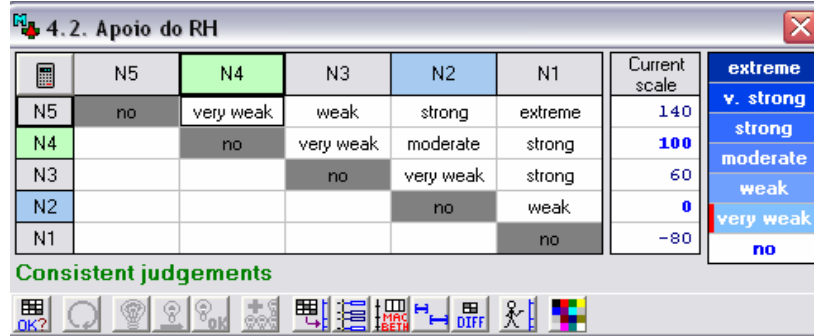 4.2. Apoio do RH
N5 N4 N3 N2 N1 Current scale
N5 no very weak weak strong extreme 140
N4 no very weak moderate strong 100
N3 no very weak strong 60
N2 no weak 0
N1 no -80
extreme
v. strong
strong
moderate
weak
very weak
no
Consistent judgements
OK? OK MAC BETH DIFF